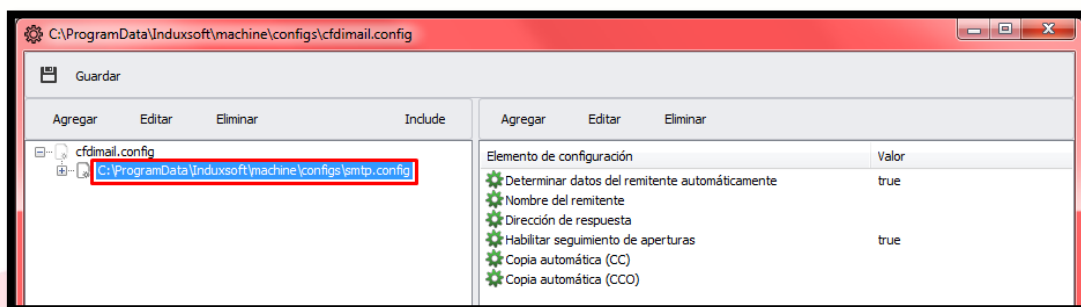 C:\ProgramData\Induxsoft\machine\configs\cfdimail.config
Guardar
Agregar Editar Eliminar Include
cfdimail.config
C:\ProgramData\Induxsoft\machine\configs\smtp.config
Agregar Editar Eliminar
Elemento de configuración Valor
Determinar datos del remitente automáticamente true
Nombre del remitente
Dirección de respuesta
Habilitar seguimiento de aperturas true
Copia automática (CC)
Copia automática (CCO)